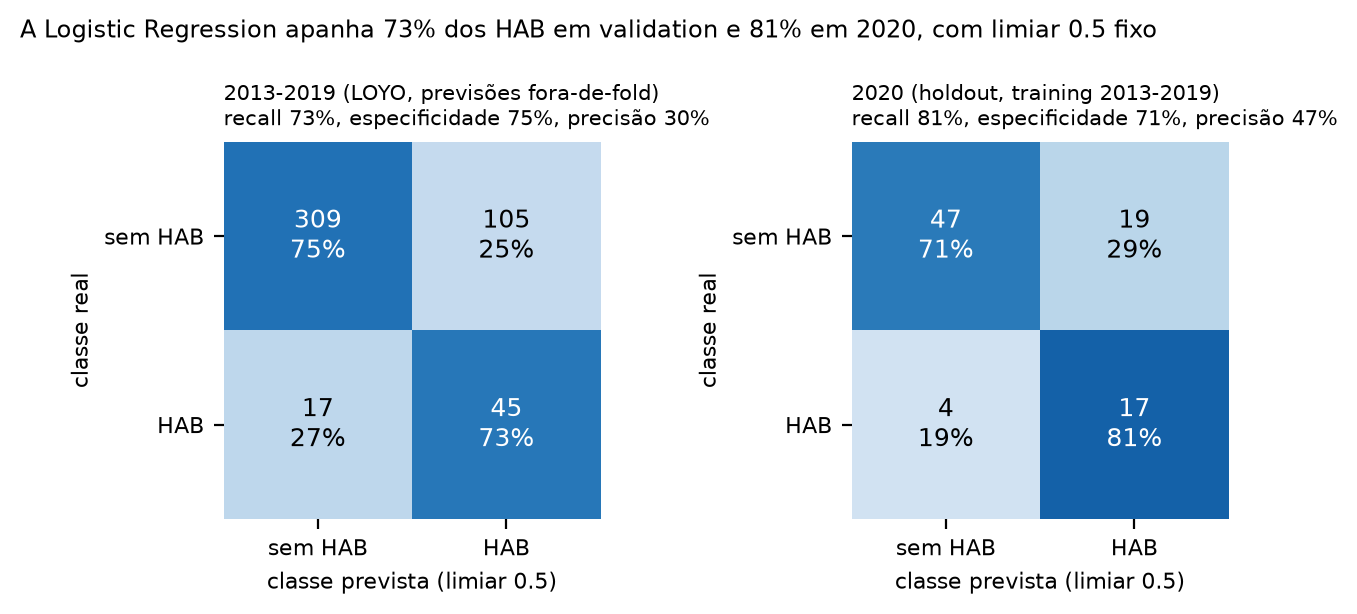 A Logistic Regression apanha 73% dos HAB em validation e 81% em 2020, com limiar 0.5 fixo
2013-2019 (LOYO, previsões fora-de-fold)
recall 73%, especificidade 75%, precisão 30%
sem HAB
HAB
classe real
309
75%
105
25%
17
27%
45
73%
sem HAB
HAB
classe prevista (limiar 0.5)
2020 (holdout, training 2013-2019)
recall 81%, especificidade 71%, precisão 47%
sem HAB
HAB
classe real
47
71%
19
29%
4
19%
17
81%
sem HAB
HAB
classe prevista (limiar 0.5)